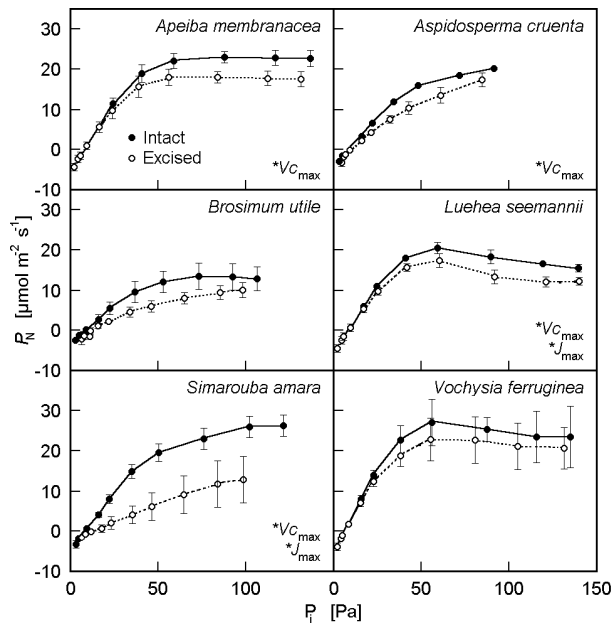 Apeiba membranacea
Aspidosperma cruenta
30
20
10
0
-10
Intact
Excised
*Vcmax
*Vcmax
Brosimum utile
Luehea seemannii
20
10
0
-10
*Vcmax
*Jmax
PN [µmol m-2 s-1]
Simarouba amara
Vochysia ferruginea
30
20
10
0
-10
*Vcmax
*Jmax
0 50 100 0 50 100 150
Pi [Pa]